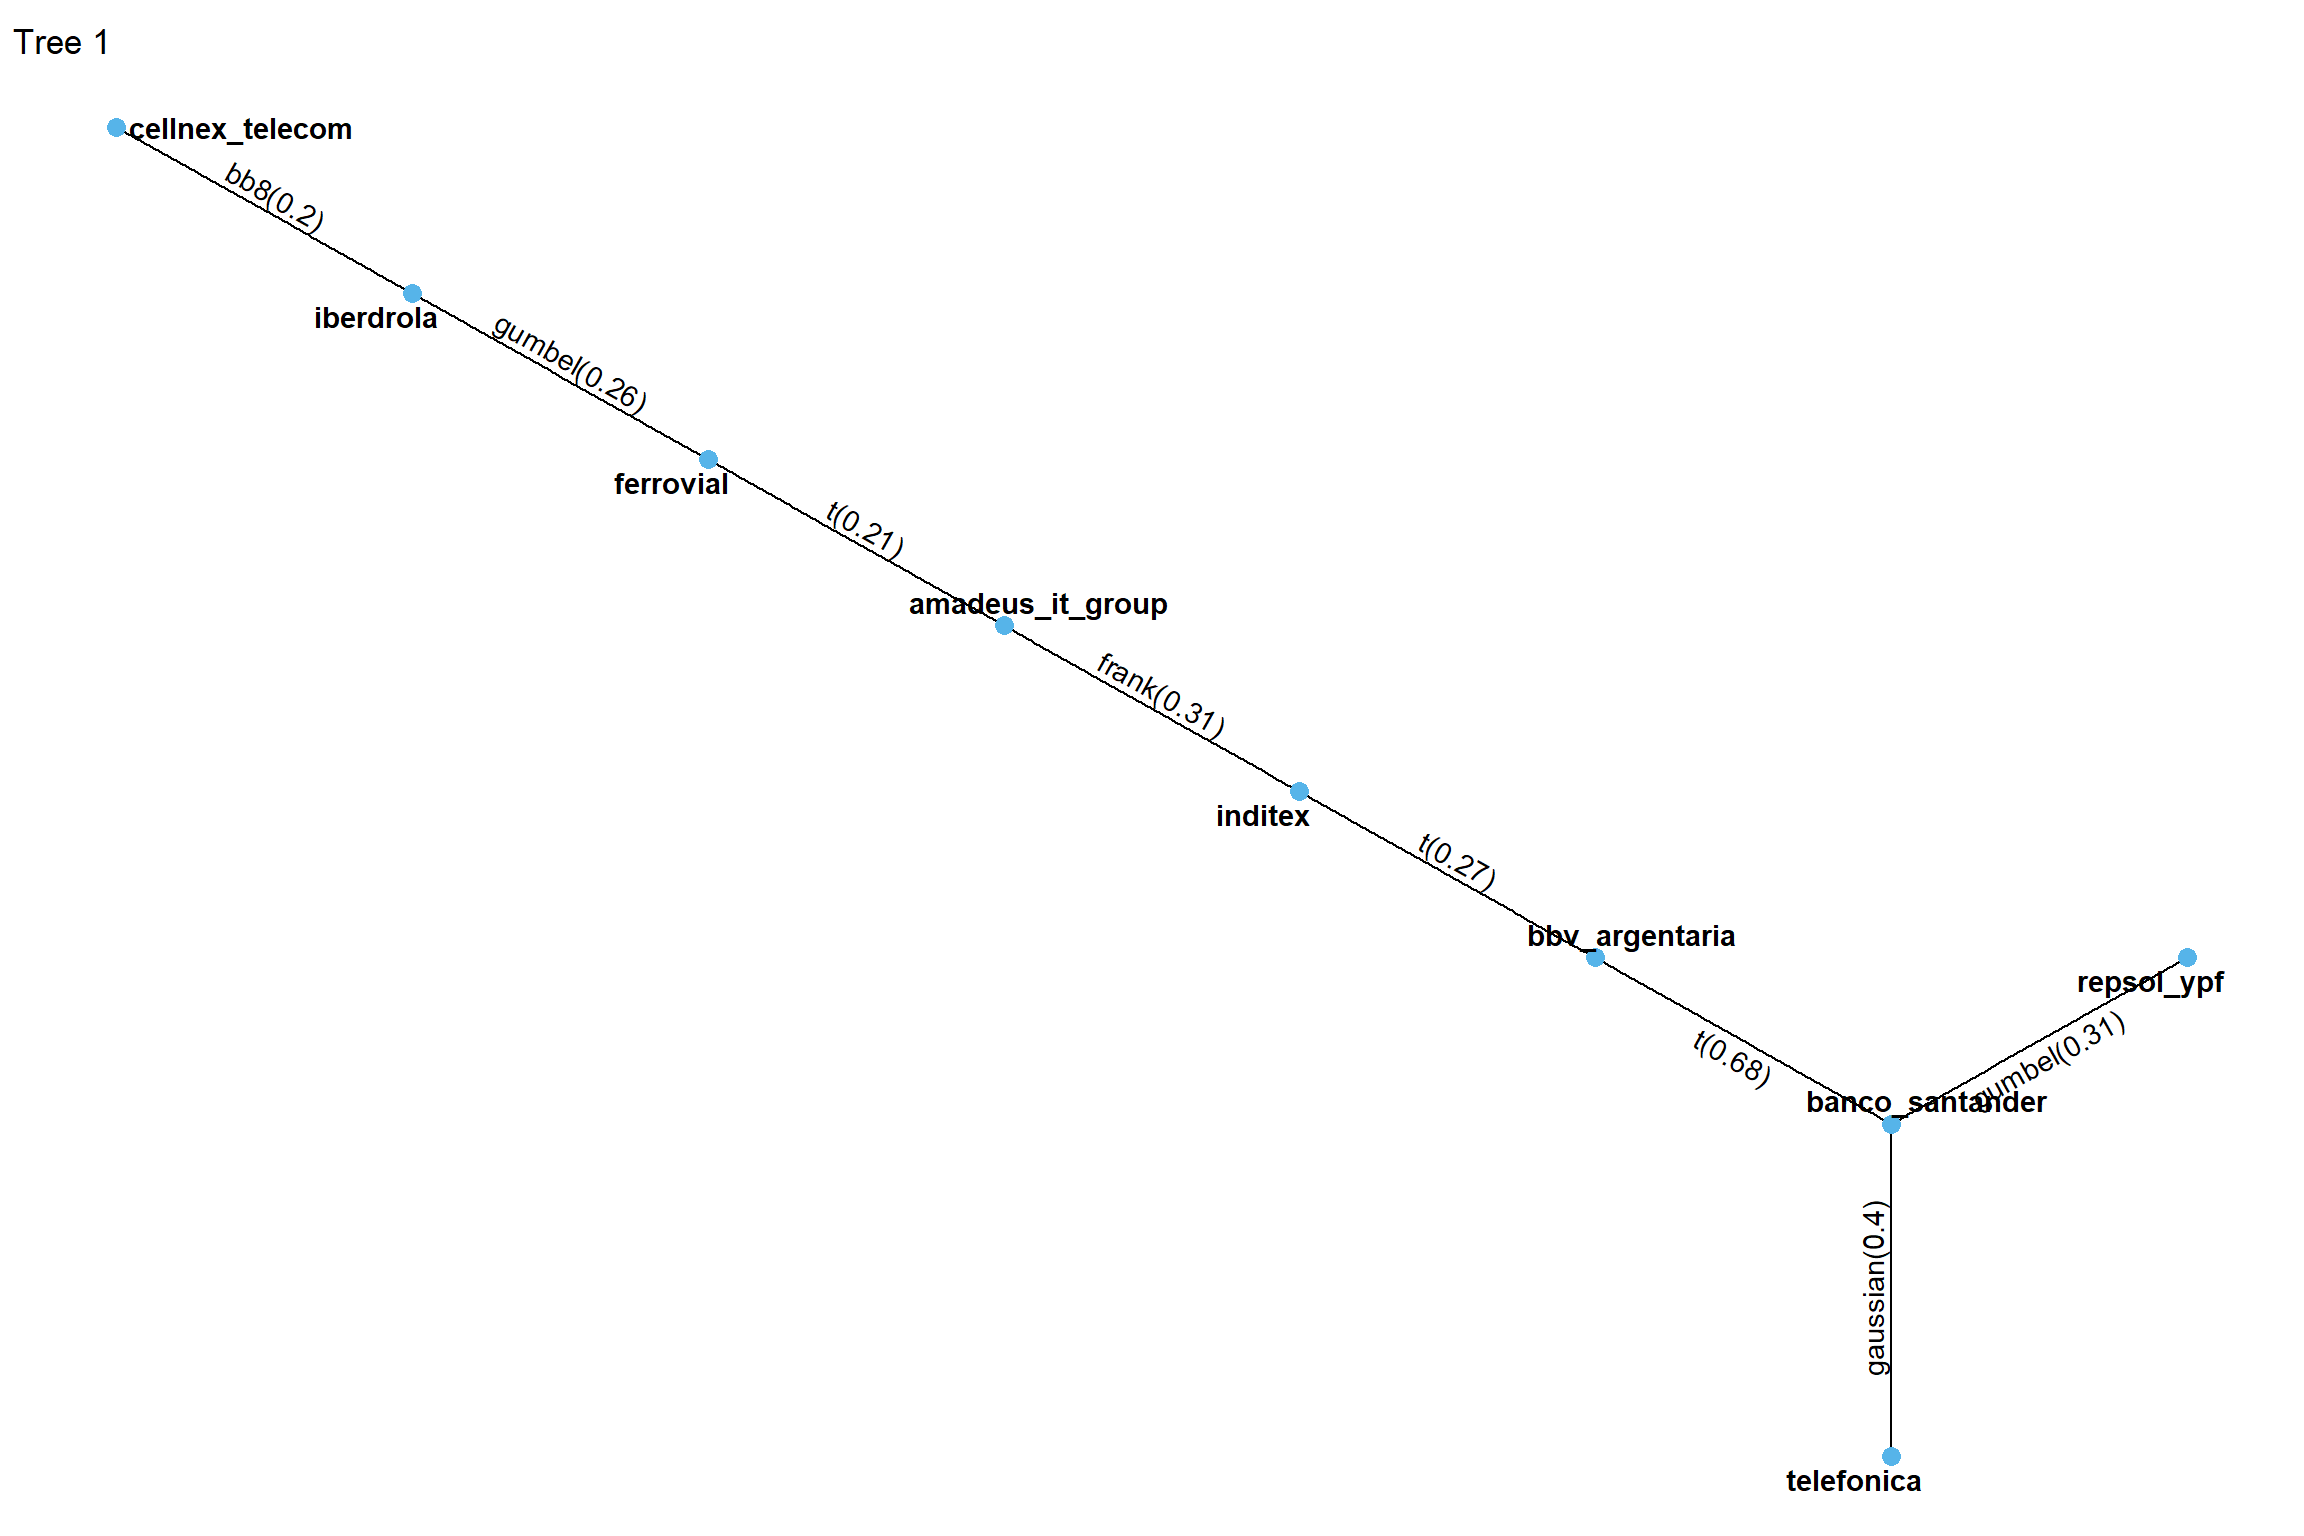 Tree 1
cellnex_telecom
bb8(0.2)
iberdrola
gumbel(0.26)
ferrovial
t(0.21)
amadeus_it_group
frank(0.31)
inditex
t(0.27)
bbv_argentaria
repsol_ypf
gumbel(0.31)
t(0.68)
banco_santander
gaussian(0.4)
telefonica